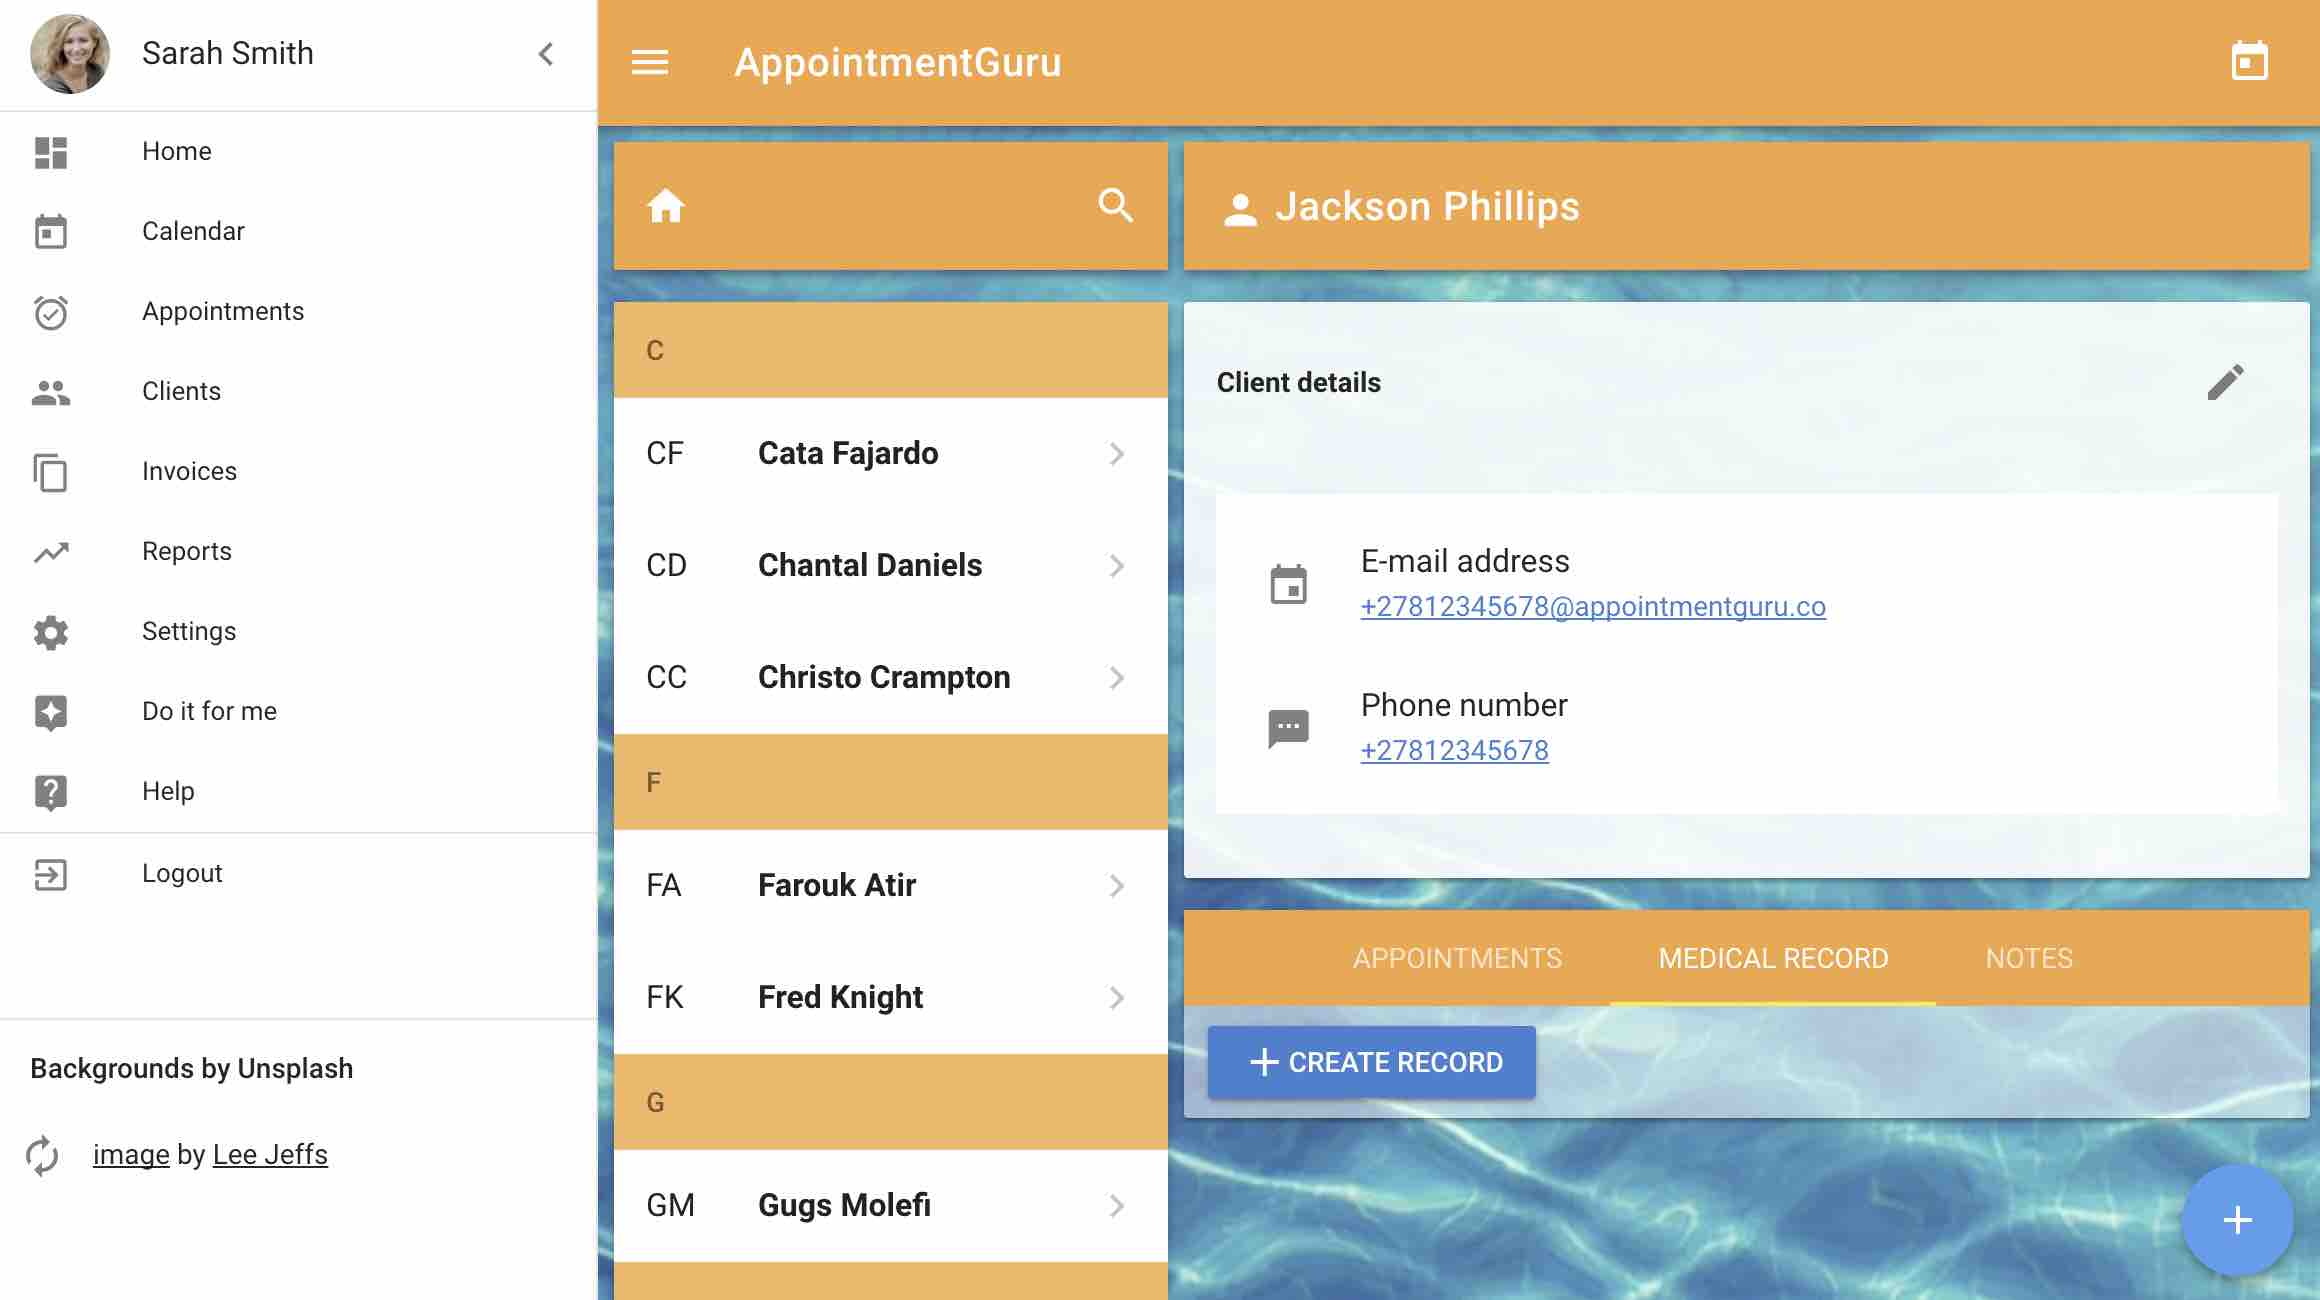 Sarah Smith
Home
Calendar
Appointments
Clients
Invoices
Reports
Settings
Do it for me
Help
Logout
Backgrounds by Unsplash
image by Lee Jeffs
AppointmentGuru
C
CF Cata Fajardo
CD Chantal Daniels
CC Christo Crampton
F
FA Farouk Atir
FK Fred Knight
G
GM Gugs Molefi
Jackson Phillips
Client details
E-mail address
+27812345678@appointmentguru.co
Phone number
+27812345678
APPOINTMENTS MEDICAL RECORD NOTES
CREATE RECORD